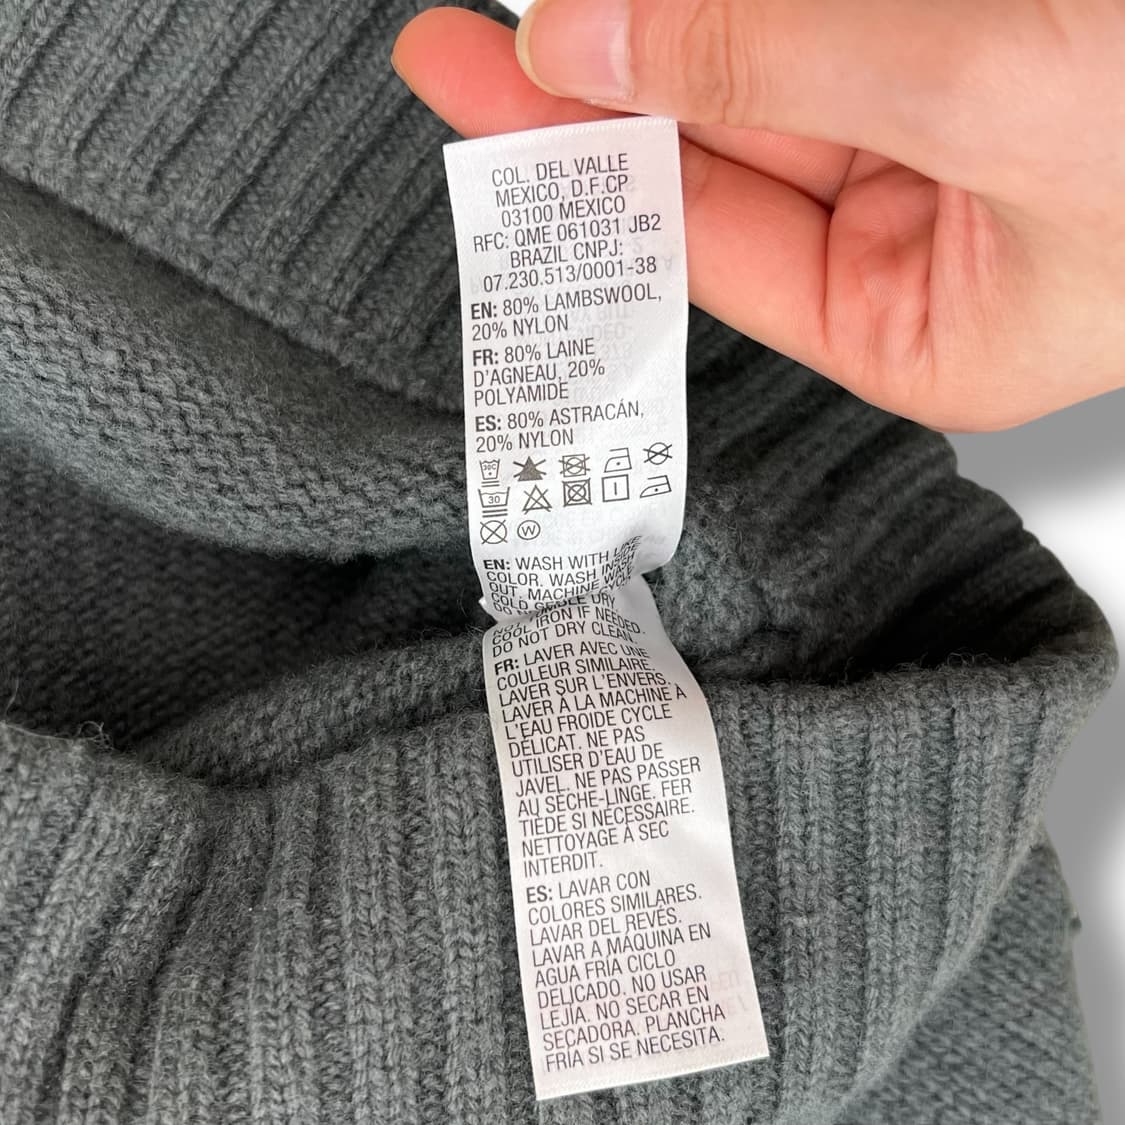 COL. DEL VALLE
MEXICO, D.F.CP
03100 MEXICO
RFC: QME 061031 JB2
BRAZIL CNPJ:
07.230.513/0001-38
EN: 80% LAMBSWOOL,
20% NYLON
FR: 80% LAINE
D'AGNEAU, 20%
POLYAMIDE
ES: 80% ASTRACÁN,
20% NYLON
30
W
EN: WASH WITH LIKE
COLOR. WASH INSIDE
OUT. MACHINE WASH
COLD
DRY
COOL IRON IF NEEDED.
DO NOT DRY CLEAN.
FR: LAVER AVEC UNE
COULEUR SIMILAIRE.
LAVER SUR L'ENVERS.
LAVER À LA MACHINE À
L'EAU FROIDE CYCLE
DÉLICAT. NE PAS
UTILISER D'EAU DE
JAVEL. NE PAS PASSER
AU SÈCHE-LINGE. FER
TIEDE SI NÉCESSAIRE.
NETTOYAGE À SEC
INTERDIT.
ES: LAVAR CON
COLORES SIMILARES.
LAVAR DEL REVÉS.
LAVAR A MÁQUINA EN
AGUA FRÍA CICLO
DELICADO. NO USAR
LEJÍA. NO SECAR EN
SECADORA. PLANCHA
FRÍA SI SE NECESITA.